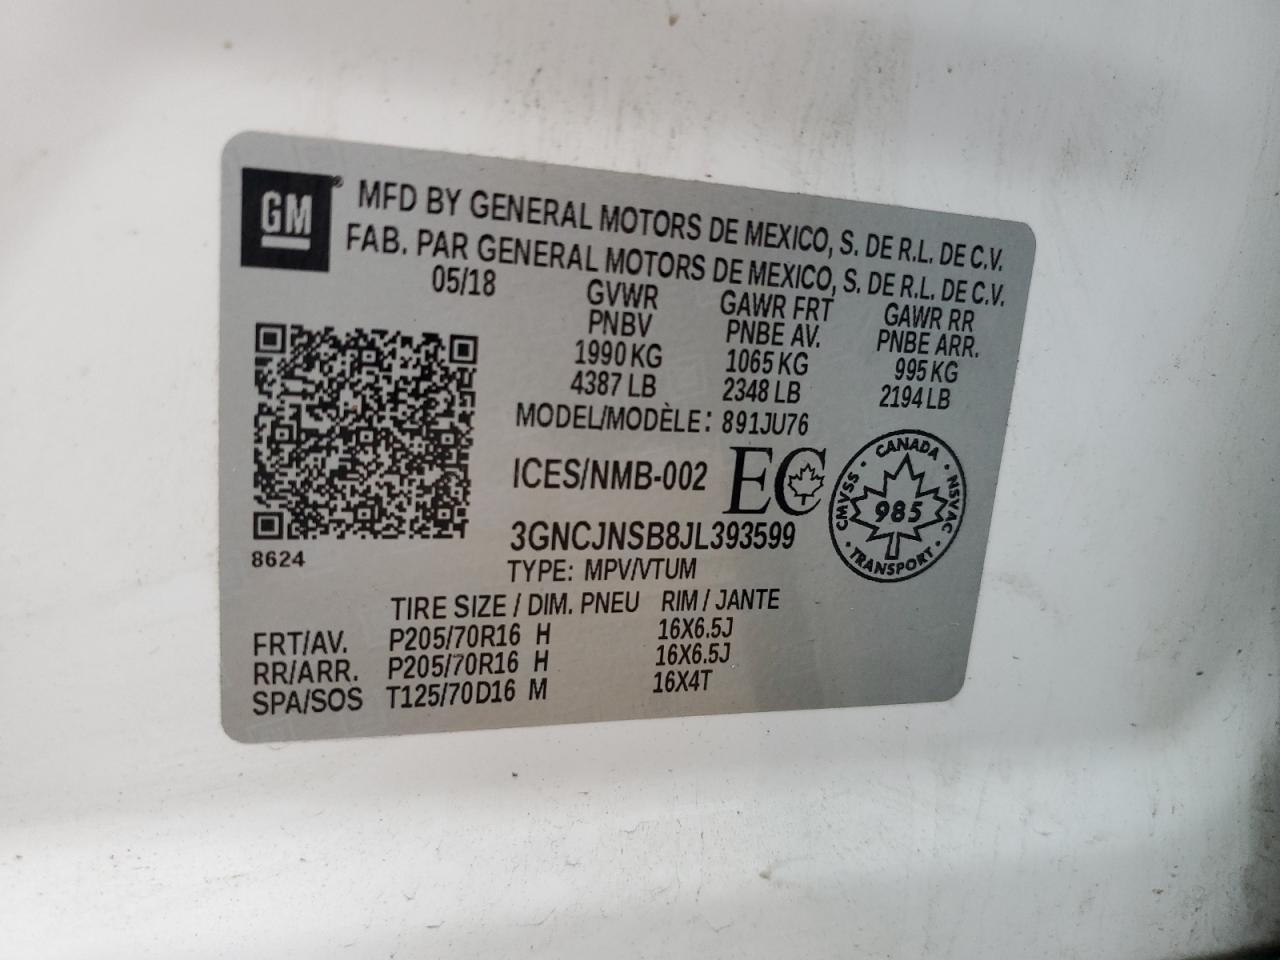 GM ® MFD BY GENERAL MOTORS DE MEXICO, S. DE R.L. DE C.V.
FAB. PAR GENERAL MOTORS DE MEXICO, S. DE R.L. DE C.V.
05/18 GVWR GAWR FRT GAWR RR
PNBV PNBE AV. PNBE ARR.
1990 KG 1065 KG 995 KG
4387 LB 2348 LB 2194 LB
MODEL/MODÈLE: 891JU76
ICES/NMB-002 EC
CANADA
CMVSS 985 NSVAC
TRANSPORT
3GNCJNSB8JL393599
8624
TYPE: MPV/VTUM
TIRE SIZE / DIM. PNEU RIM / JANTE
FRT/AV. P205/70R16 H 16X6.5J
RR/ARR. P205/70R16 H 16X6.5J
SPA/SOS T125/70D16 M 16X4T